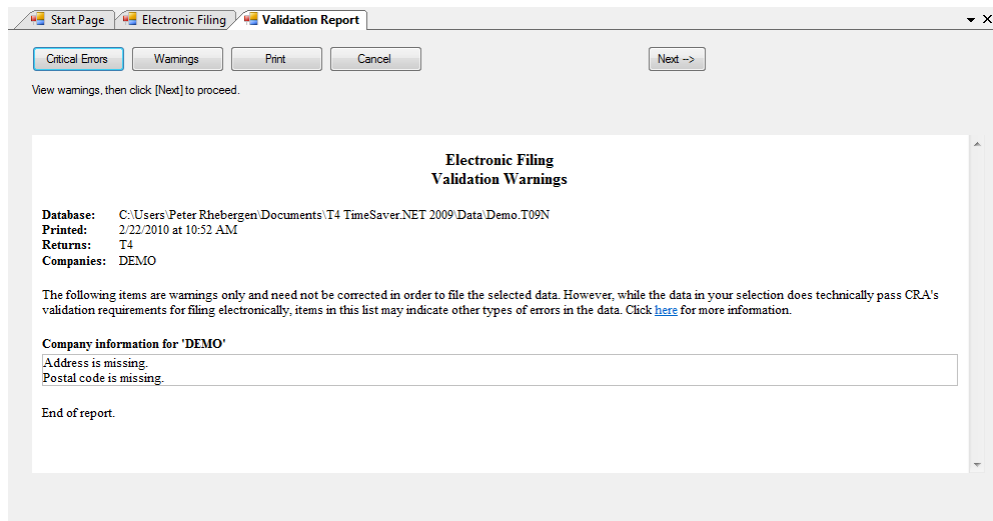 Start Page Electronic Filing Validation Report
Critical Errors Warnings Print Cancel Next -->
View warnings, then click [Next] to proceed.
Electronic Filing
Validation Warnings
Database: C:\Users\Peter Rhebergen\Documents\T4 TimeSaver.NET 2009\Data\Demo.T09N
Printed: 2/22/2010 at 10:52 AM
Returns: T4
Companies: DEMO
The following items are warnings only and need not be corrected in order to file the selected data. However, while the data in your selection does technically pass CRA's
validation requirements for filing electronically, items in this list may indicate other types of errors in the data. Click here for more information.
Company information for 'DEMO'
Address is missing.
Postal code is missing.
End of report.